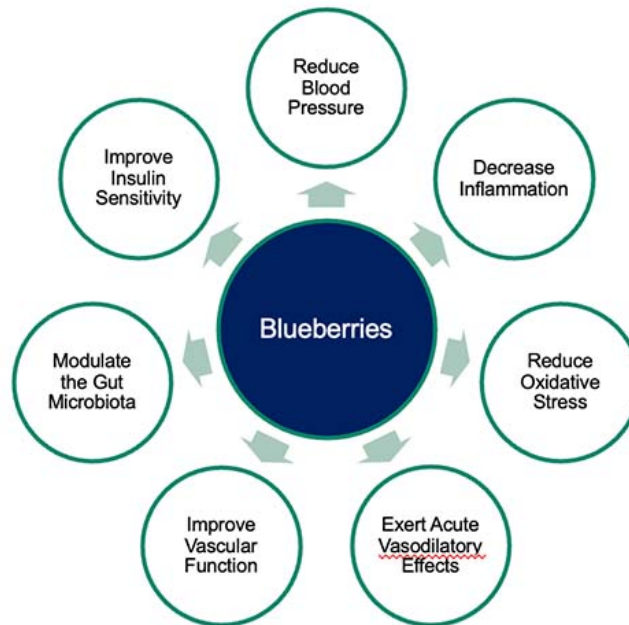 Reduce
Blood
Pressure
Decrease
Inflammation
Reduce
Oxidative
Stress
Exert Acute
Vasodilatory
Effects
Improve
Vascular
Function
Modulate
the Gut
Microbiota
Improve
Insulin
Sensitivity
Blueberries